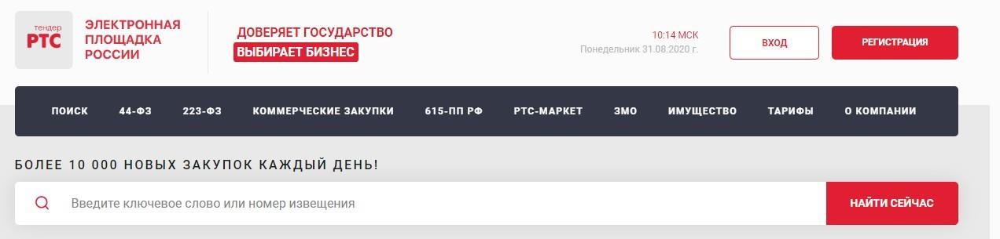 тендер
РТС
ЭЛЕКТРОННАЯ
ПЛОЩАДКА
РОССИИ
ДОВЕРЯЕТ ГОСУДАРСТВО
ВЫБИРАЕТ БИЗНЕС
10:14 МСК
Понедельник 31.08.2020 г.
ВХОД
РЕГИСТРАЦИЯ
ПОИСК 44-ФЗ 223-ФЗ КОММЕРЧЕСКИЕ ЗАКУПКИ 615-ПП РФ РТС-МАРКЕТ ЗМО ИМУЩЕСТВО ТАРИФЫ О КОМПАНИИ
БОЛЕЕ 10 000 НОВЫХ ЗАКУПОК КАЖДЫЙ ДЕНЬ!
Введите ключевое слово или номер извещения
НАЙТИ СЕЙЧАС